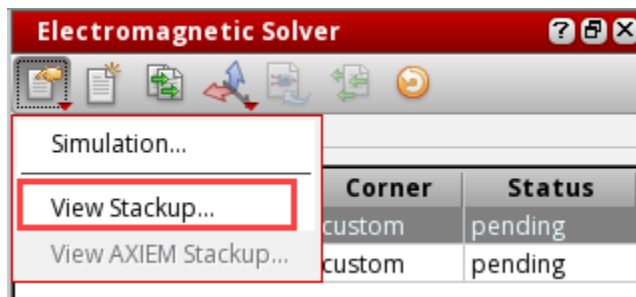 Electromagnetic Solver
Simulation...
Corner Status
View Stackup...
custom pending
View AXIEM Stackup...
custom pending